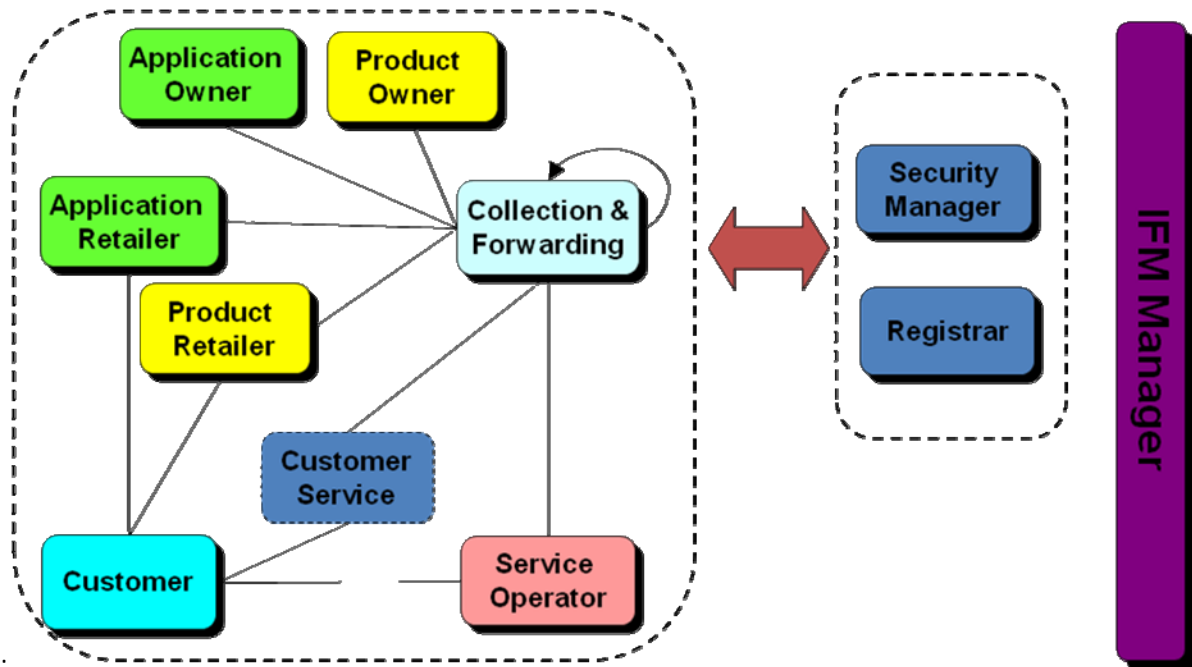 Application
Owner
Product
Owner
Application
Retailer
Collection &
Forwarding
Product
Retailer
Customer
Service
Customer
Service
Operator
Security
Manager
Registrar
IFM Manager